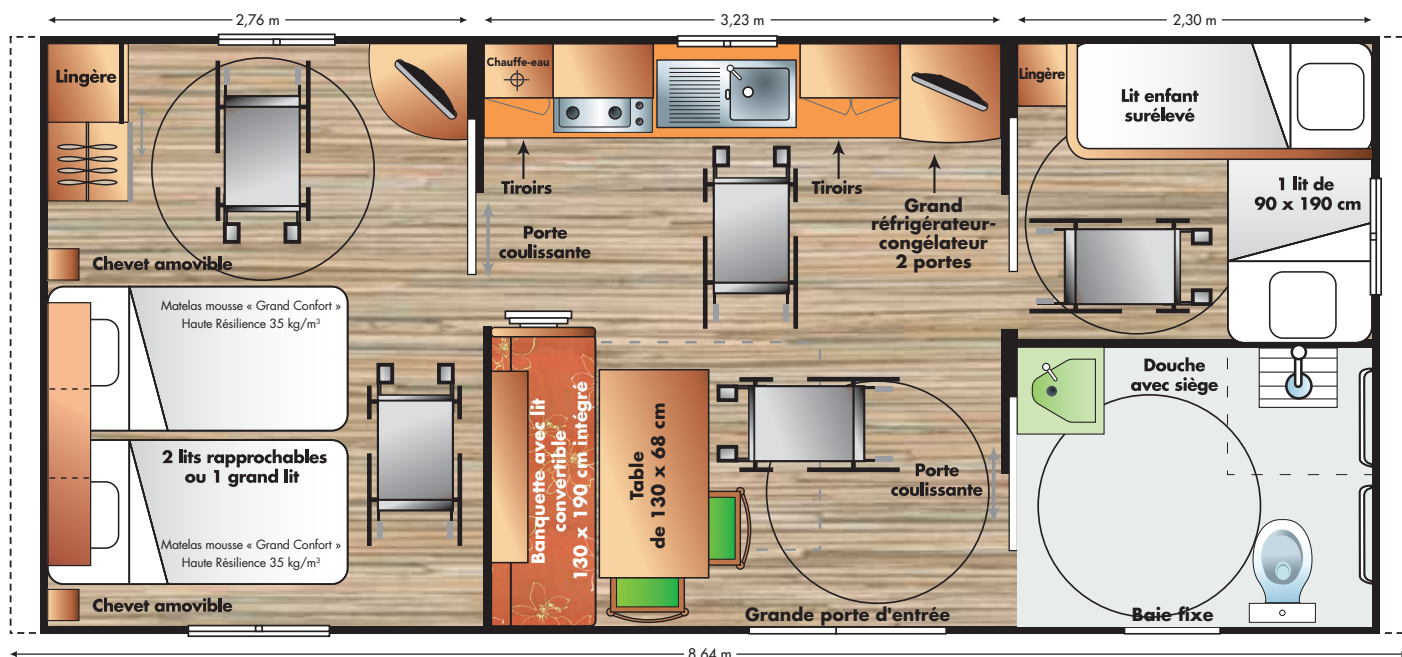 2,76 m
3,23 m
2,30 m
Lingère
Chauffe-eau
Lingère
Lit enfant
surélevé
Tiroirs
Tiroirs
1 lit de
90 x 190 cm
Grand
réfrigérateur-
congélateur
2 portes
Porte
coulissante
Chevet amovible
Matelas mousse « Grand Confort »
Haute Résilience 35 kg/m³
2 lits rapprochables
ou 1 grand lit
Matelas mousse « Grand Confort »
Haute Résilience 35 kg/m³
Chevet amovible
Banquette avec lit
convertible
130 x 190 cm intégré
Table
de 130 x 68 cm
Porte
coulissante
Douche
avec siège
Grande porte d'entrée
Baie fixe
8,64 m